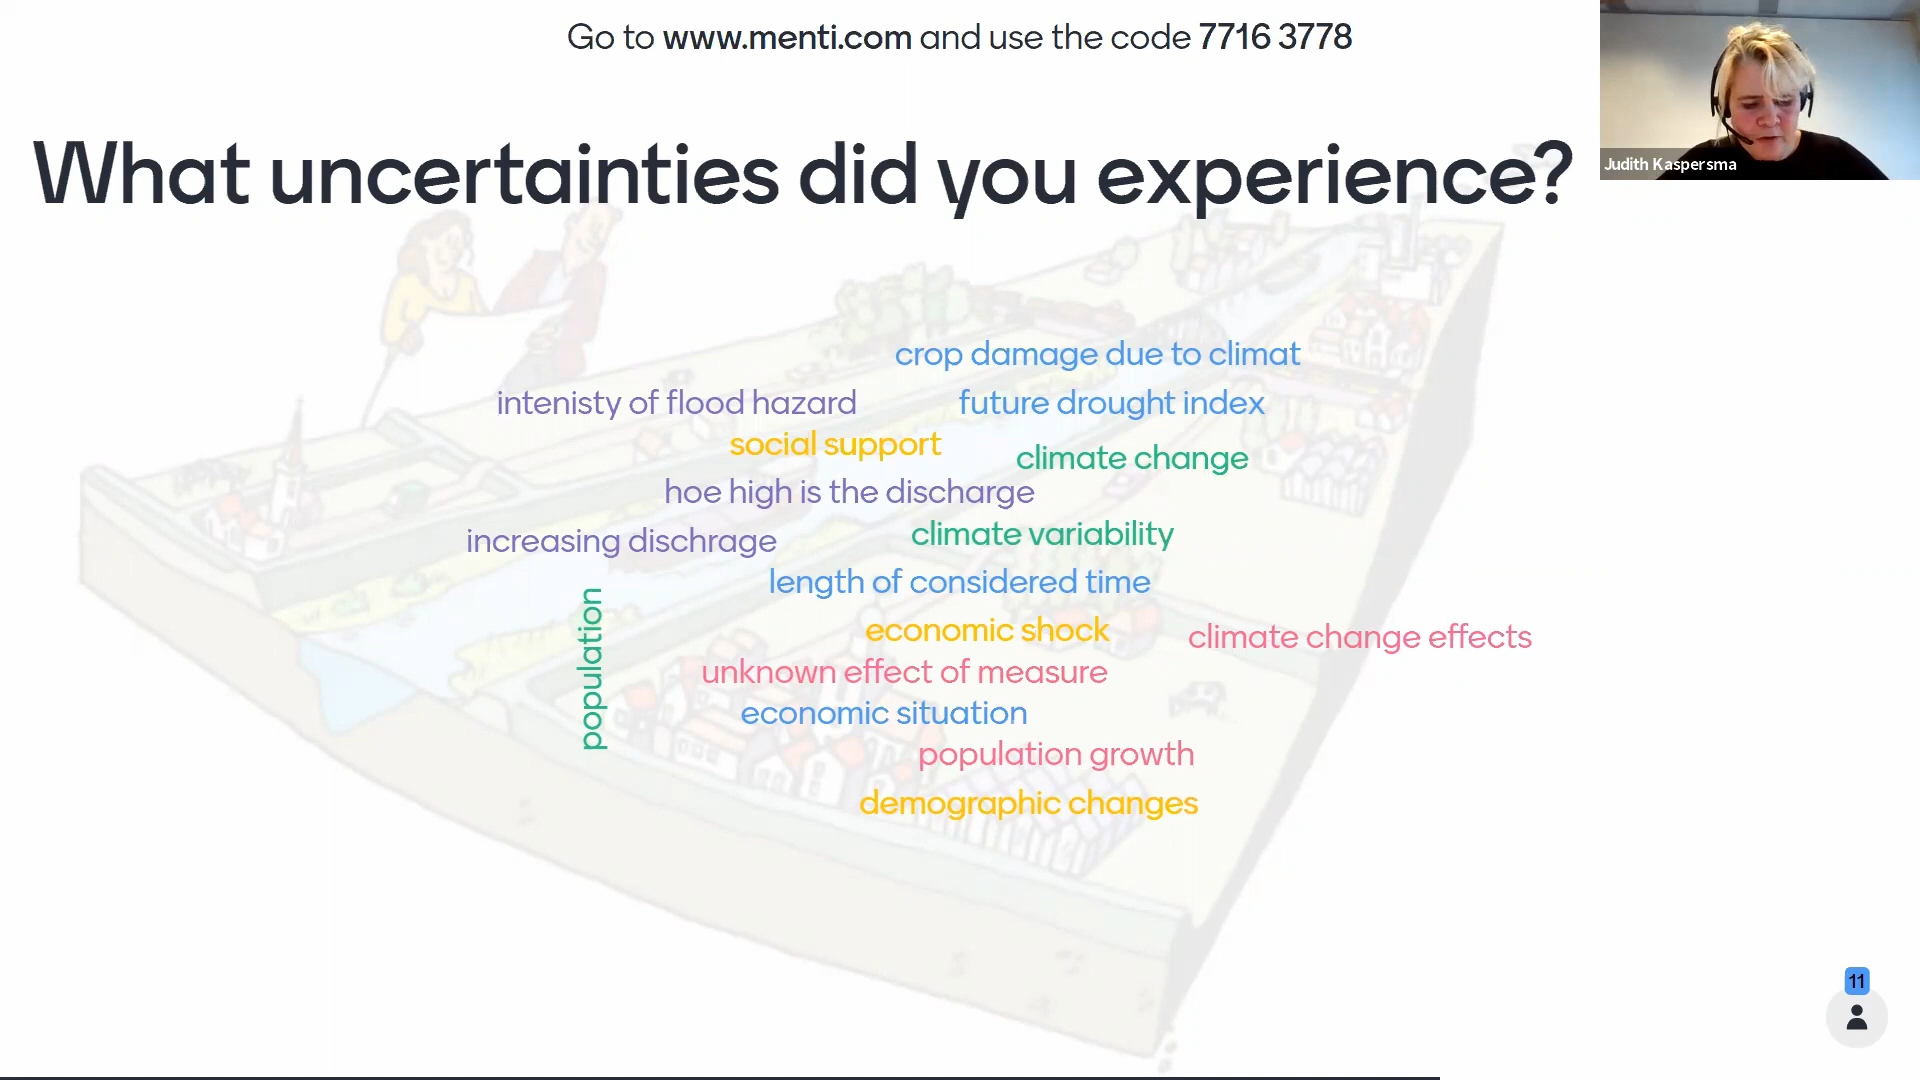 Go to www.menti.com and use the code 7716 3778
What uncertainties did you experience?
Judith Kaspersma
crop damage due to climat
intenisty of flood hazard
future drought index
social support
climate change
hoe high is the discharge
climate variability
increasing dischrage
length of considered time
population
economic shock
climate change effects
unknown effect of measure
economic situation
population growth
demographic changes
11